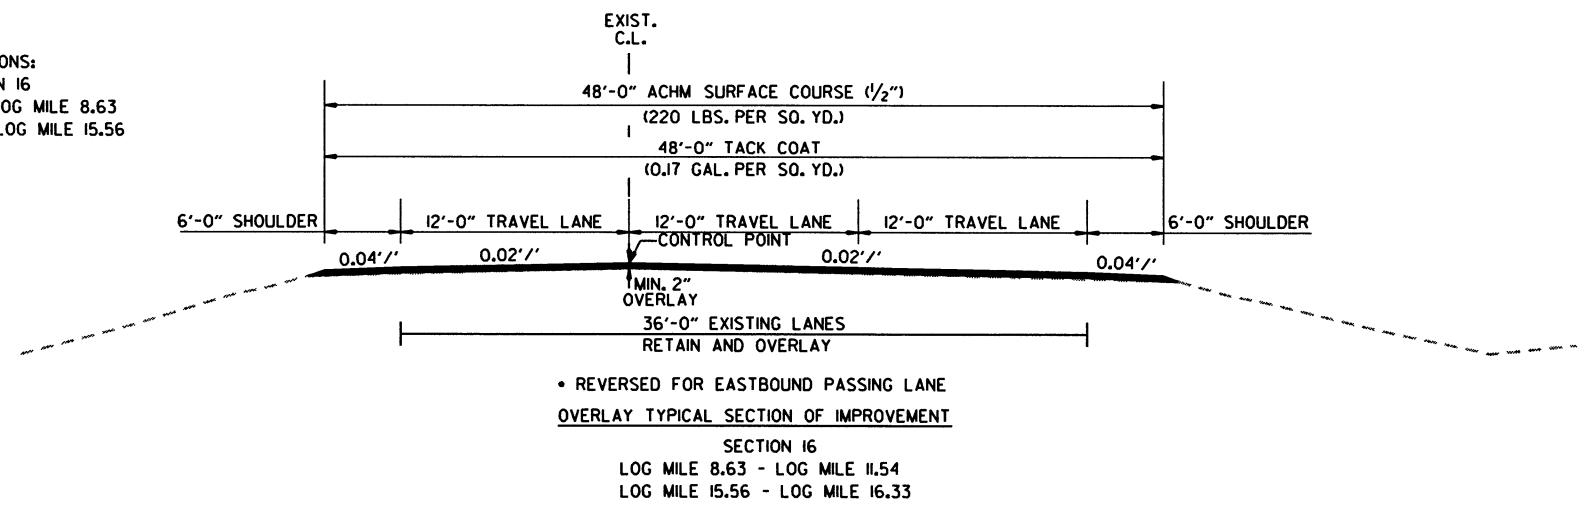 EXIST.
C.L.
ONS:
N 16
OG MILE 8.63
LOG MILE 15.56
48'-0" ACHM SURFACE COURSE (1/2")
(220 LBS. PER SQ. YD.)
48'-0" TACK COAT
(0.17 GAL. PER SQ. YD.)
6'-0" SHOULDER 12'-0" TRAVEL LANE 12'-0" TRAVEL LANE 12'-0" TRAVEL LANE 6'-0" SHOULDER
CONTROL POINT
0.04'/' 0.02'/' 0.02'/' 0.04'/'
MIN. 2"
OVERLAY
36'-0" EXISTING LANES
RETAIN AND OVERLAY
• REVERSED FOR EASTBOUND PASSING LANE
OVERLAY TYPICAL SECTION OF IMPROVEMENT
SECTION 16
LOG MILE 8.63 - LOG MILE 11.54
LOG MILE 15.56 - LOG MILE 16.33